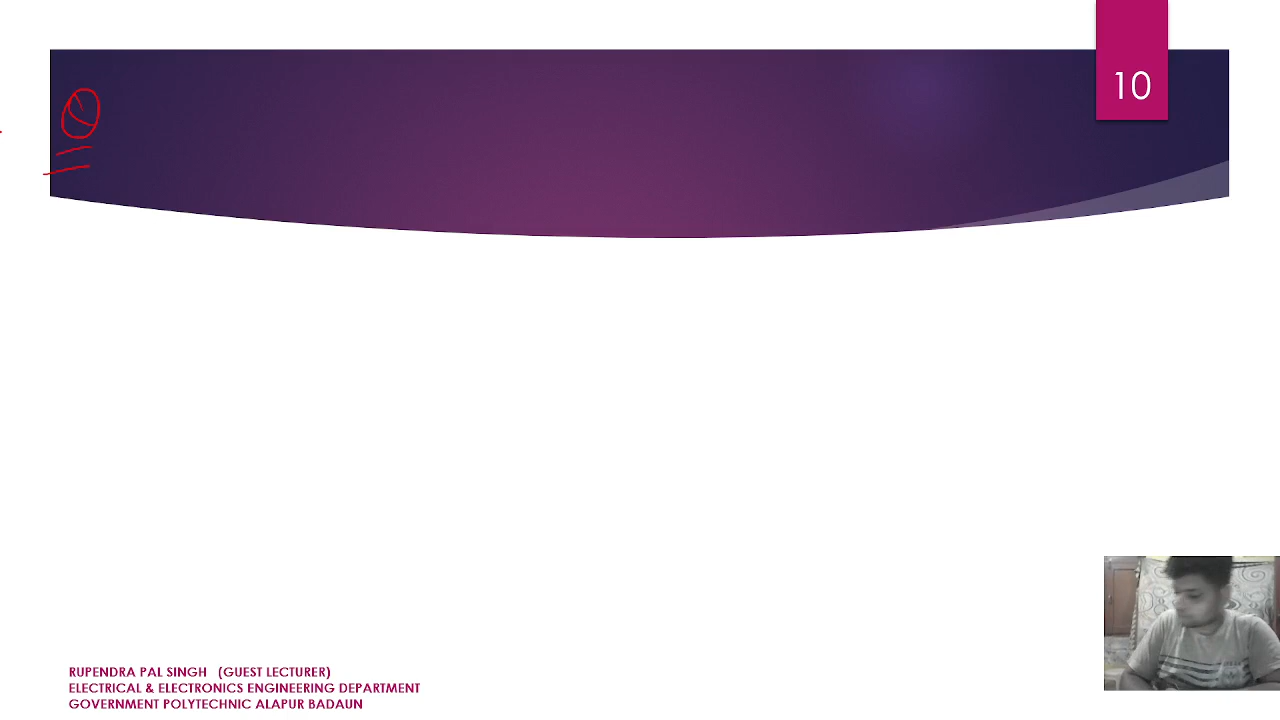 10
RUPENDRA PAL SINGH (GUEST LECTURER)
ELECTRICAL & ELECTRONICS ENGINEERING DEPARTMENT
GOVERNMENT POLYTECHNIC ALAPUR BADAUN